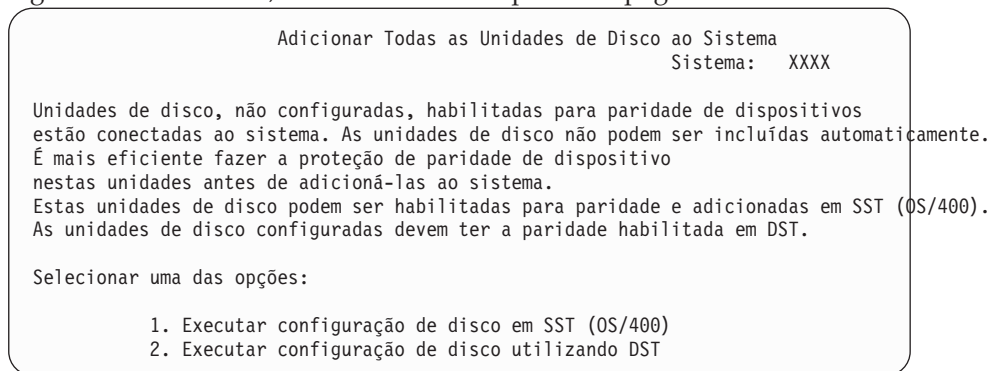 Adicionar Todas as Unidades de Disco ao Sistema
Sistema: XXXX
Unidades de disco, não configuradas, habilitadas para paridade de dispositivos
estão conectadas ao sistema. As unidades de disco não podem ser incluídas automaticamente.
É mais eficiente fazer a proteção de paridade de dispositivo
nestas unidades antes de adicioná-las ao sistema.
Estas unidades de disco podem ser habilitadas para paridade e adicionadas em SST (OS/400).
As unidades de disco configuradas devem ter a paridade habilitada em DST.
Selecionar uma das opções:
1. Executar configuração de disco em SST (OS/400)
2. Executar configuração de disco utilizando DST